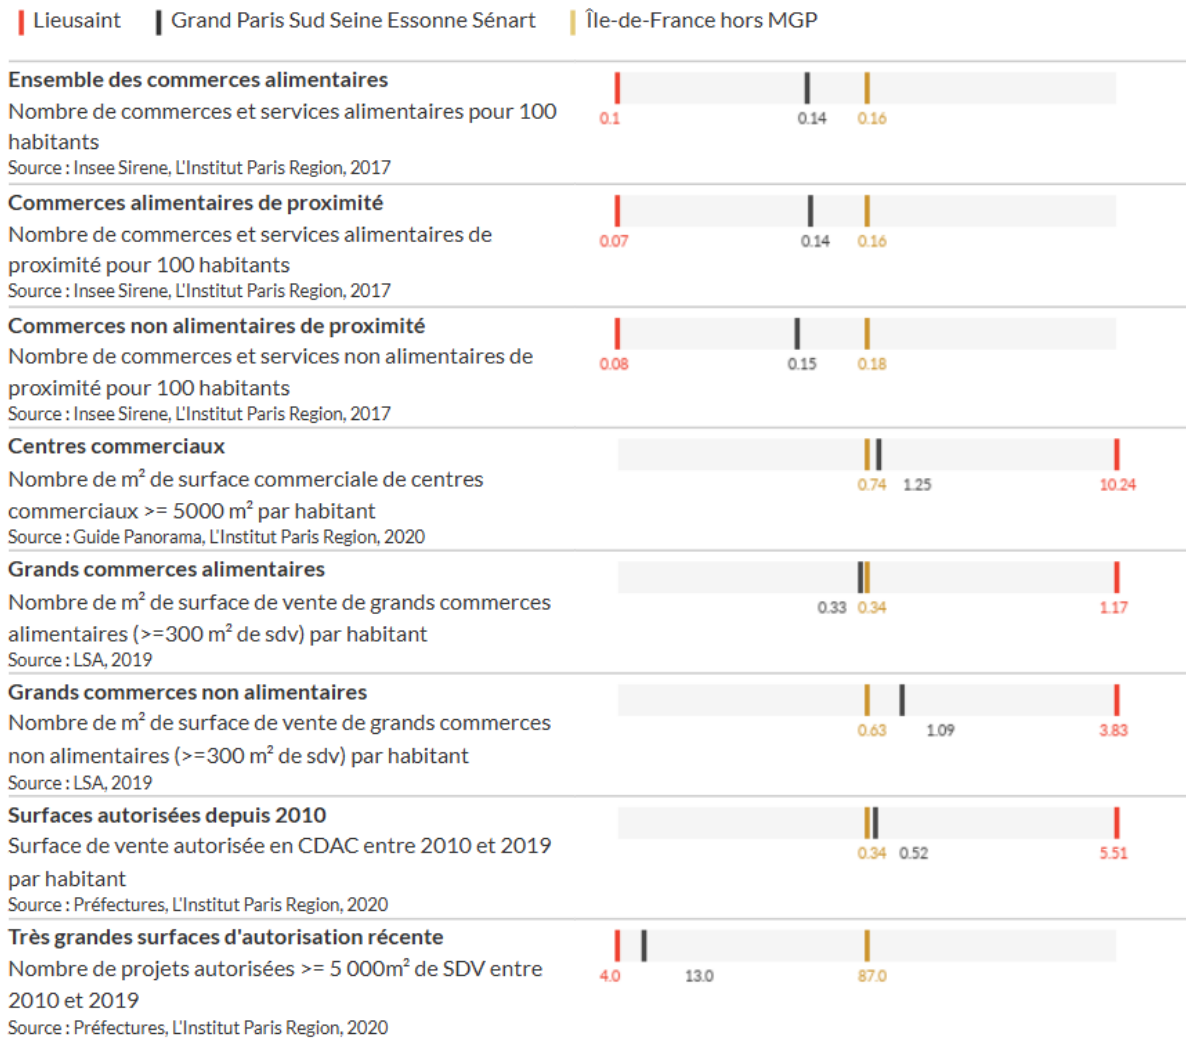 Lieusaint Grand Paris Sud Seine Essonne Sénart Île-de-France hors MGP
Ensemble des commerces alimentaires
Nombre de commerces et services alimentaires pour 100
habitants
Source : Insee Sirene, L'Institut Paris Region, 2017
0.1 0.14 0.16
Commerces alimentaires de proximité
Nombre de commerces et services alimentaires de
proximité pour 100 habitants
Source : Insee Sirene, L'Institut Paris Region, 2017
0.07 0.14 0.16
Commerces non alimentaires de proximité
Nombre de commerces et services non alimentaires de
proximité pour 100 habitants
Source : Insee Sirene, L'Institut Paris Region, 2017
0.08 0.15 0.18
Centres commerciaux
Nombre de m² de surface commerciale de centres
commerciaux >= 5000 m² par habitant
Source : Guide Panorama, L'Institut Paris Region, 2020
0.74 1.25 10.24
Grands commerces alimentaires
Nombre de m² de surface de vente de grands commerces
alimentaires (>=300 m² de sdv) par habitant
Source : LSA, 2019
0.33 0.34 1.17
Grands commerces non alimentaires
Nombre de m² de surface de vente de grands commerces
non alimentaires (>=300 m² de sdv) par habitant
Source : LSA, 2019
0.63 1.09 3.83
Surfaces autorisées depuis 2010
Surface de vente autorisée en CDAC entre 2010 et 2019
par habitant
Source : Préfectures, L'Institut Paris Region, 2020
0.34 0.52 5.51
Très grandes surfaces d'autorisation récente
Nombre de projets autorisées >= 5 000m² de SDV entre
2010 et 2019
Source : Préfectures, L'Institut Paris Region, 2020
4.0 13.0 87.0